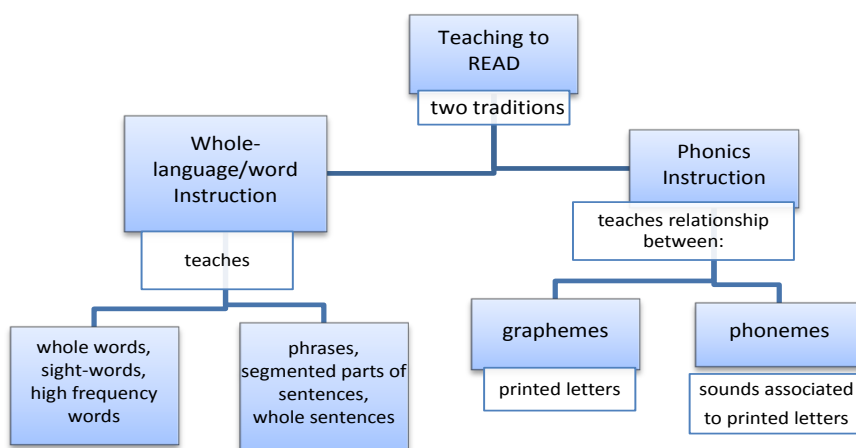 Teaching to
READ
two traditions
Whole-
language/word
Instruction
teaches
whole words,
sight-words,
high frequency
words
phrases,
segmented parts of
sentences,
whole sentences
Phonics
Instruction
teaches relationship
between:
graphemes
printed letters
phonemes
sounds associated
to printed letters